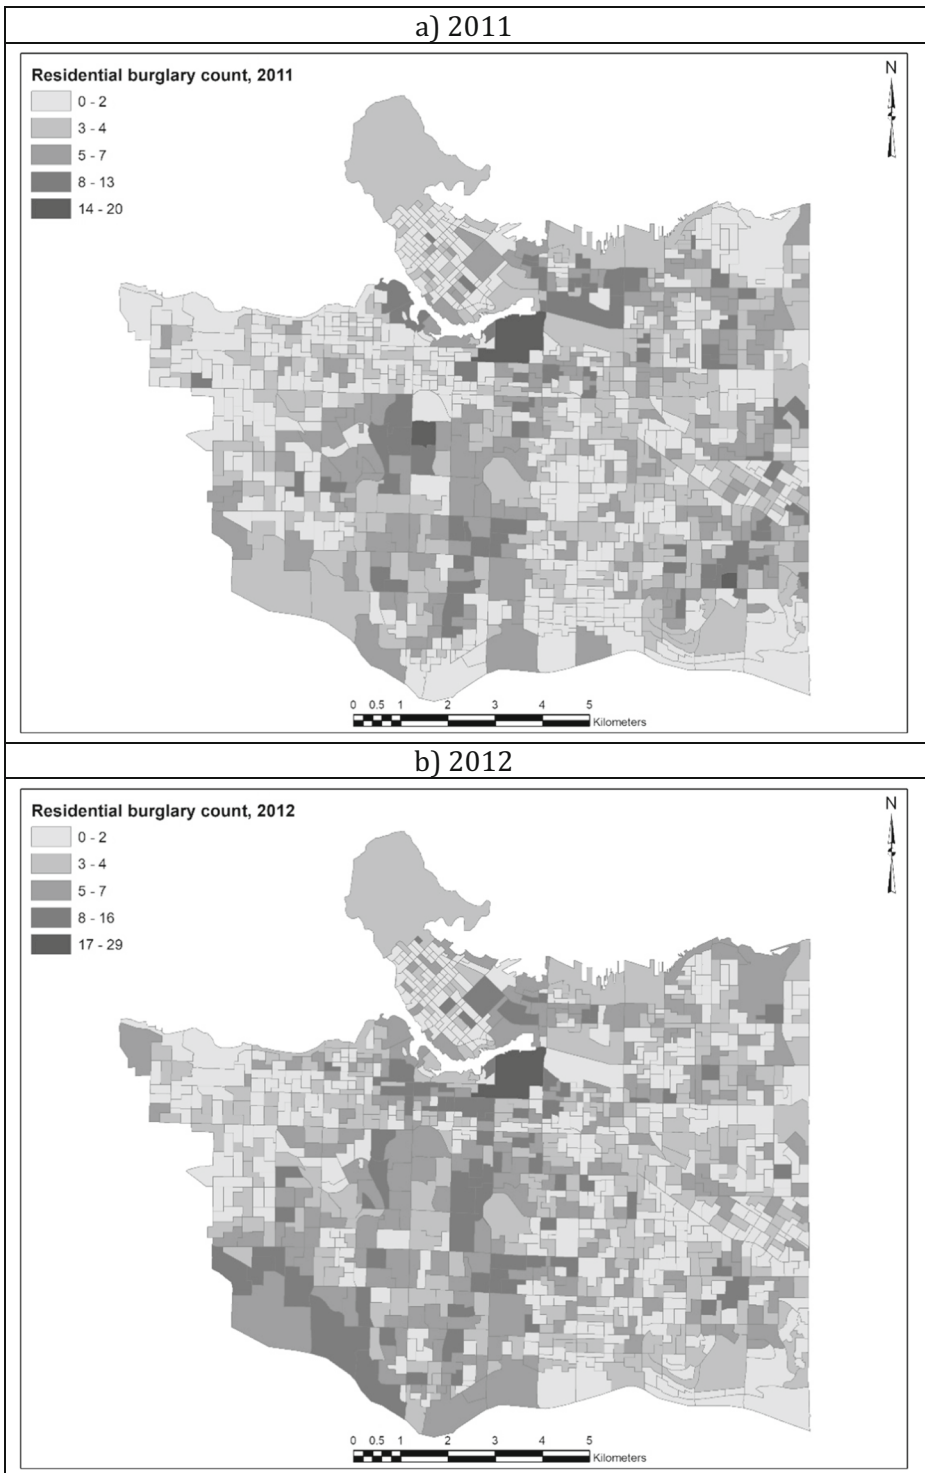 a) 2011
Residential burglary count, 2011
N
0 - 2
3 - 4
5 - 7
8 - 13
14 - 20
0 0.5 1 2 3 4 5
Kilometers
b) 2012
Residential burglary count, 2012
N
0 - 2
3 - 4
5 - 7
8 - 16
17 - 29
0 0.5 1 2 3 4 5
Kilometers